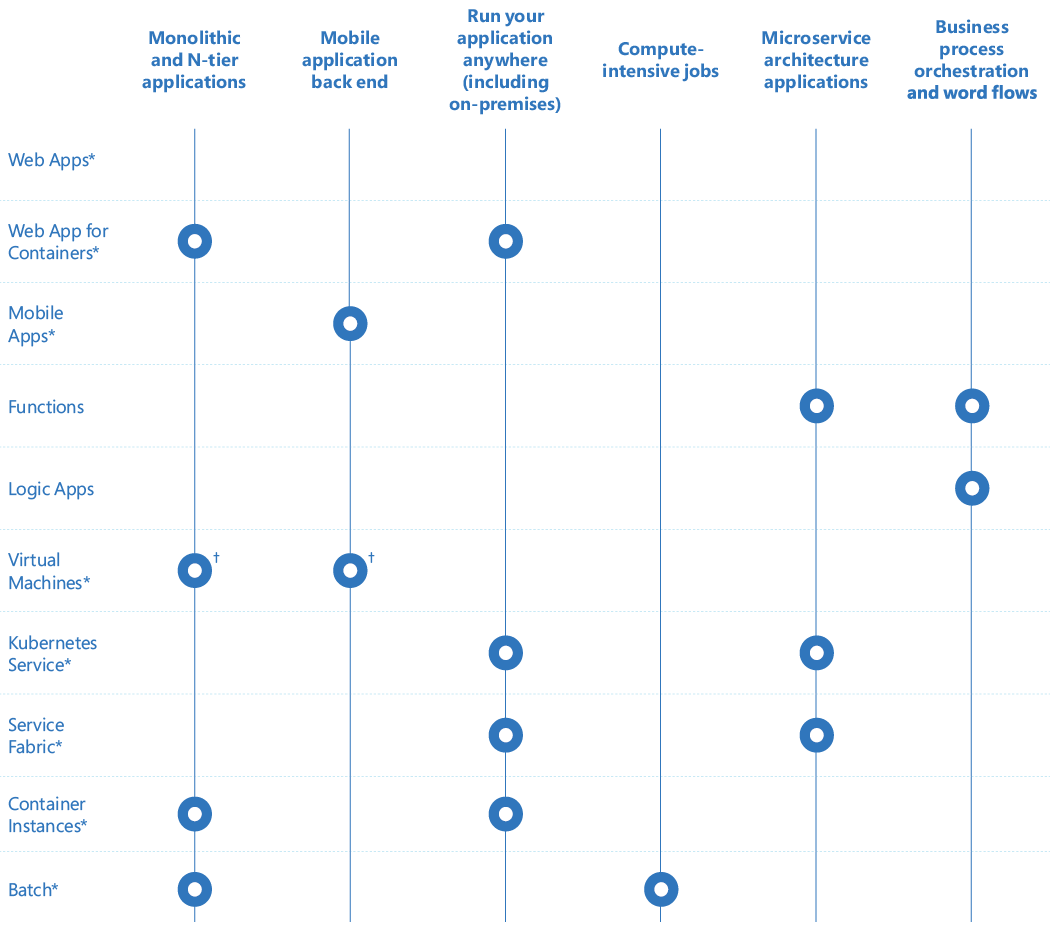 Monolithic
and N-tier
applications
Mobile
application
back end
Run your
application
anywhere
(including
on-premises)
Compute-
intensive jobs
Microservice
architecture
applications
Business
process
orchestration
and word flows
Web Apps*
Web App for
Containers*
Mobile
Apps*
Functions
Logic Apps
Virtual
Machines*
†
†
Kubernetes
Service*
Service
Fabric*
Container
Instances*
Batch*